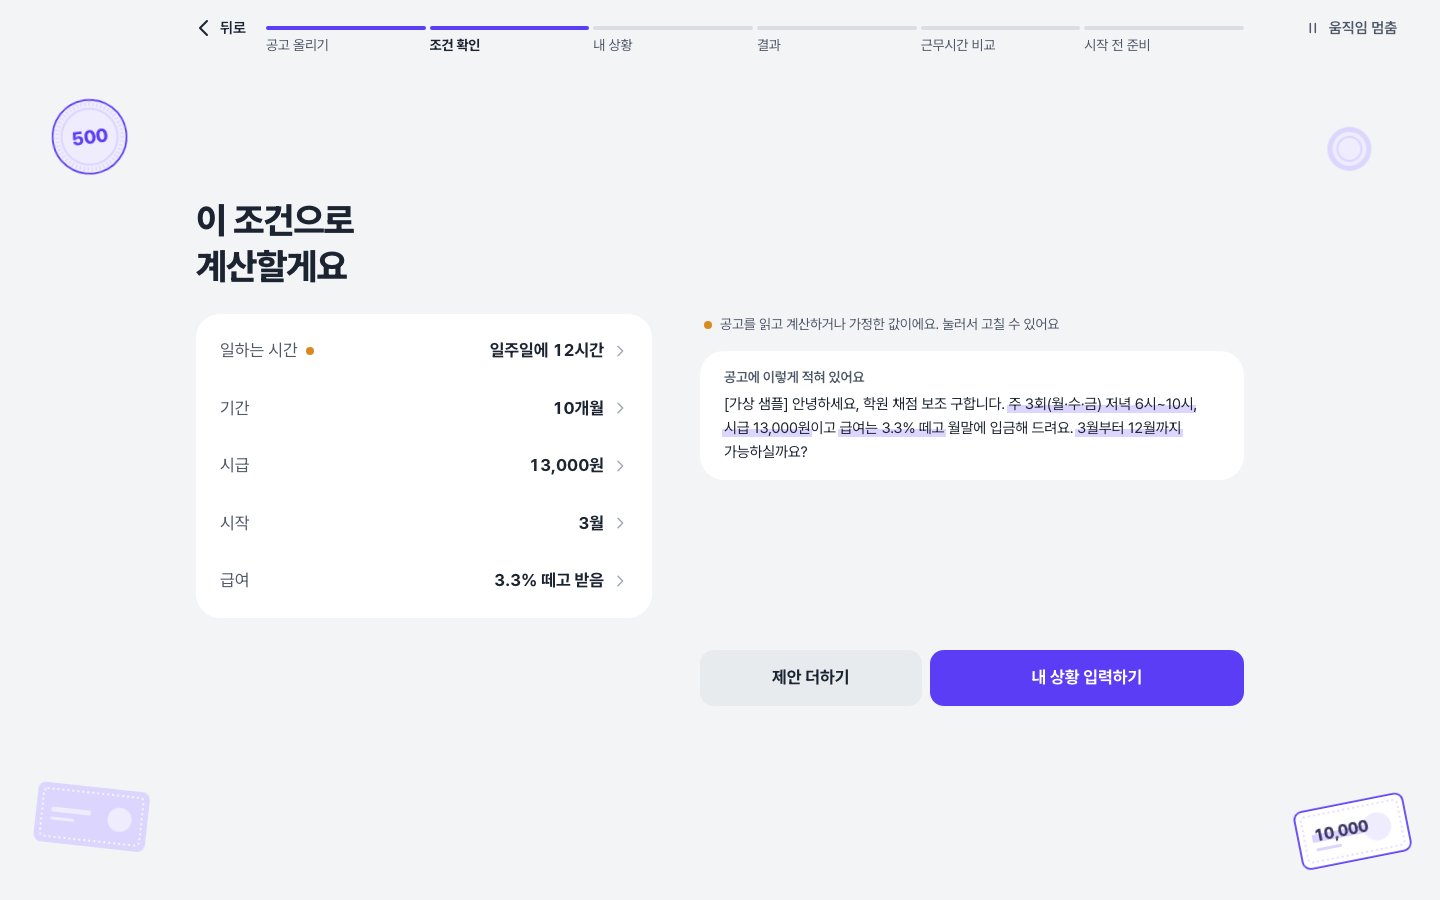 뒤로
공고 올리기
조건 확인
내 상황
결과
근무시간 비교
시작 전 준비
움직임 멈춤
500
이 조건으로
계산할게요
일하는 시간
일주일에 12시간
기간
10개월
시급
13,000원
시작
3월
급여
3.3% 떼고 받음
공고를 읽고 계산하거나 가정한 값이에요. 눌러서 고칠 수 있어요
공고에 이렇게 적혀 있어요
[가상 샘플] 안녕하세요, 학원 채점 보조 구합니다. 주 3회(월·수·금) 저녁 6시~10시,
시급 13,000원이고 급여는 3.3% 떼고 월말에 입금해 드려요. 3월부터 12월까지
가능하실까요?
제안 더하기
내 상황 입력하기
10,000